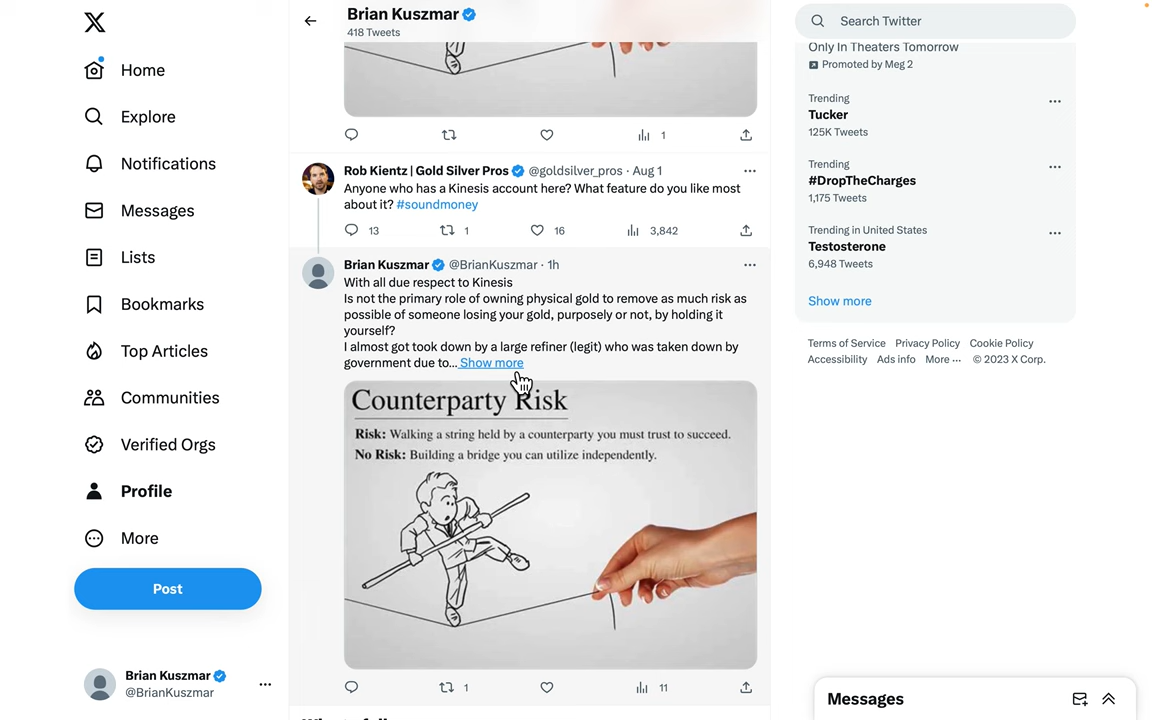 Home
Explore
Notifications
Messages
Lists
Bookmarks
Top Articles
Communities
Verified Orgs
Profile
More
Post
Brian Kuszmar
@BrianKuszmar
Brian Kuszmar
418 Tweets
1
Rob Kientz | Gold Silver Pros @goldsilver_pros · Aug 1
Anyone who has a Kinesis account here? What feature do you like most
about it? #soundmoney
13 1 16 3,842
Brian Kuszmar @BrianKuszmar · 1h
With all due respect to Kinesis
Is not the primary role of owning physical gold to remove as much risk as
possible of someone losing your gold, purposely or not, by holding it
yourself?
I almost got took down by a large refiner (legit) who was taken down by
government due to... Show more
Counterparty Risk
Risk: Walking a string held by a counterparty you must trust to succeed.
No Risk: Building a bridge you can utilize independently.
1 11
Search Twitter
Only In Theaters Tomorrow
Promoted by Meg 2
Trending
Tucker
125K Tweets
Trending
#DropTheCharges
1,175 Tweets
Trending in United States
Testosterone
6,948 Tweets
Show more
Terms of Service Privacy Policy Cookie Policy
Accessibility Ads info More ··· © 2023 X Corp.
Messages